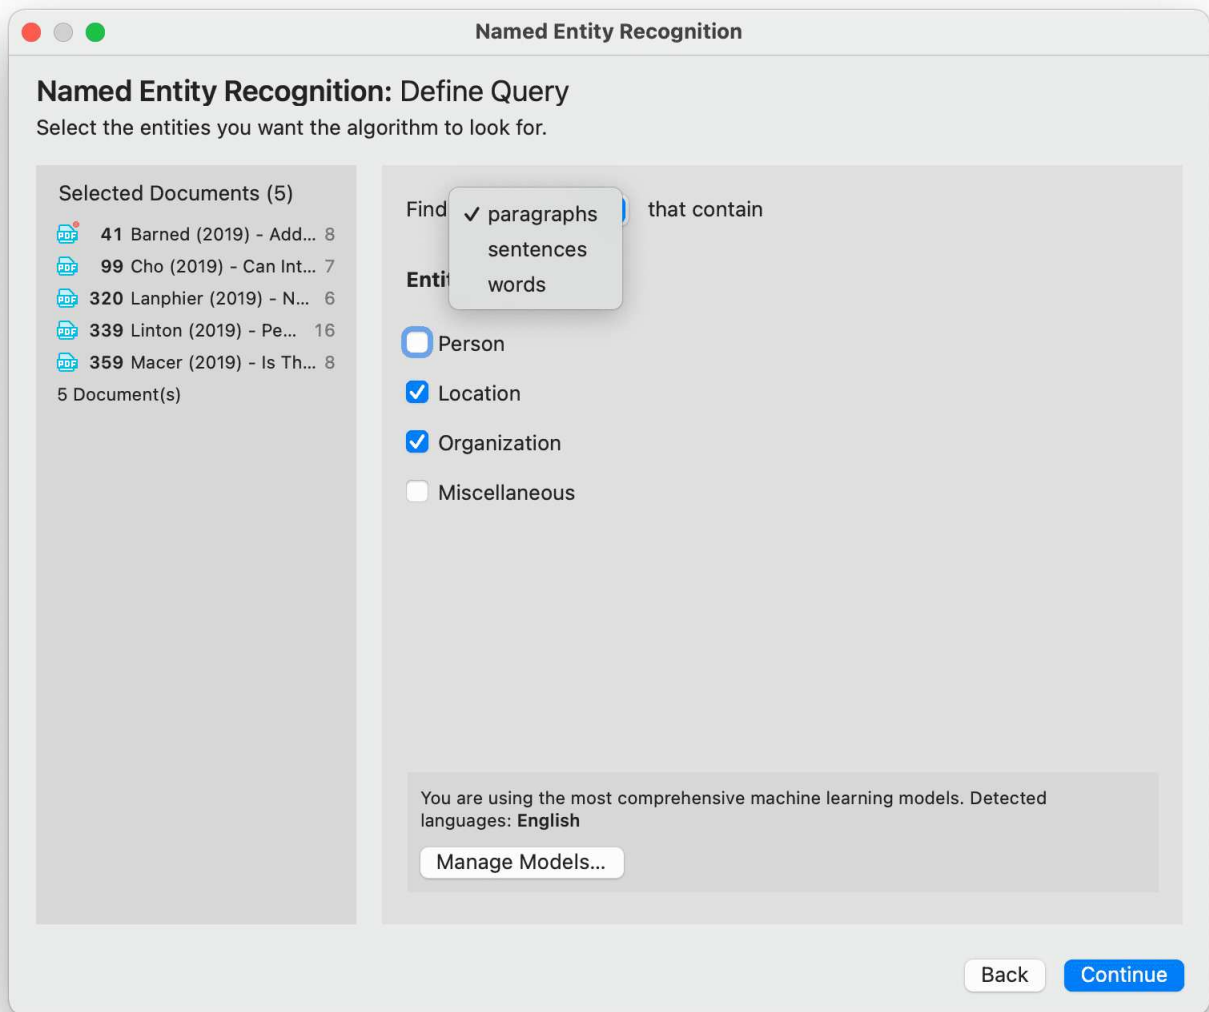 Named Entity Recognition
Named Entity Recognition: Define Query
Select the entities you want the algorithm to look for.
Selected Documents (5)
41 Barned (2019) - Add... 8
99 Cho (2019) - Can Int... 7
320 Lanphier (2019) - N... 6
339 Linton (2019) - Pe... 16
359 Macer (2019) - Is Th... 8
5 Document(s)
Find that contain
paragraphs
sentences
words
Person
Location
Organization
Miscellaneous
You are using the most comprehensive machine learning models. Detected
languages: English
Manage Models...
Back Continue